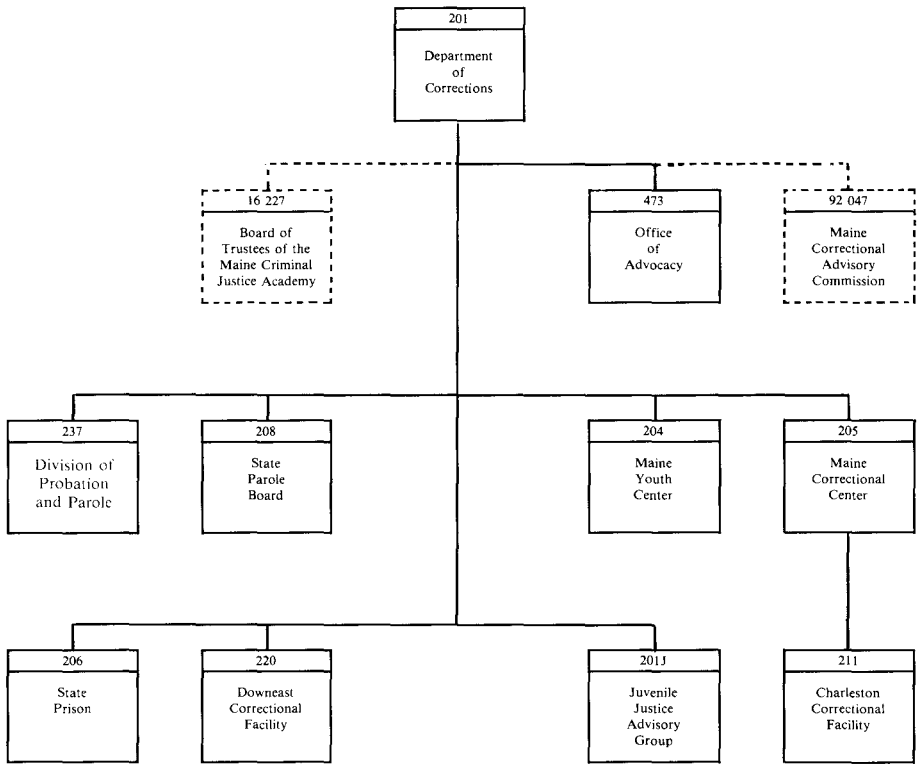 201
Department
of
Corrections
16 227
Board of
Trustees of the
Maine Criminal
Justice Academy
473
Office
of
Advocacy
92 047
Maine
Correctional
Advisory
Commission
237
Division of
Probation
and Parole
208
State
Parole
Board
204
Maine
Youth
Center
205
Maine
Correctional
Center
206
State
Prison
220
Downeast
Correctional
Facility
201J
Juvenile
Justice
Advisory
Group
211
Charleston
Correctional
Facility